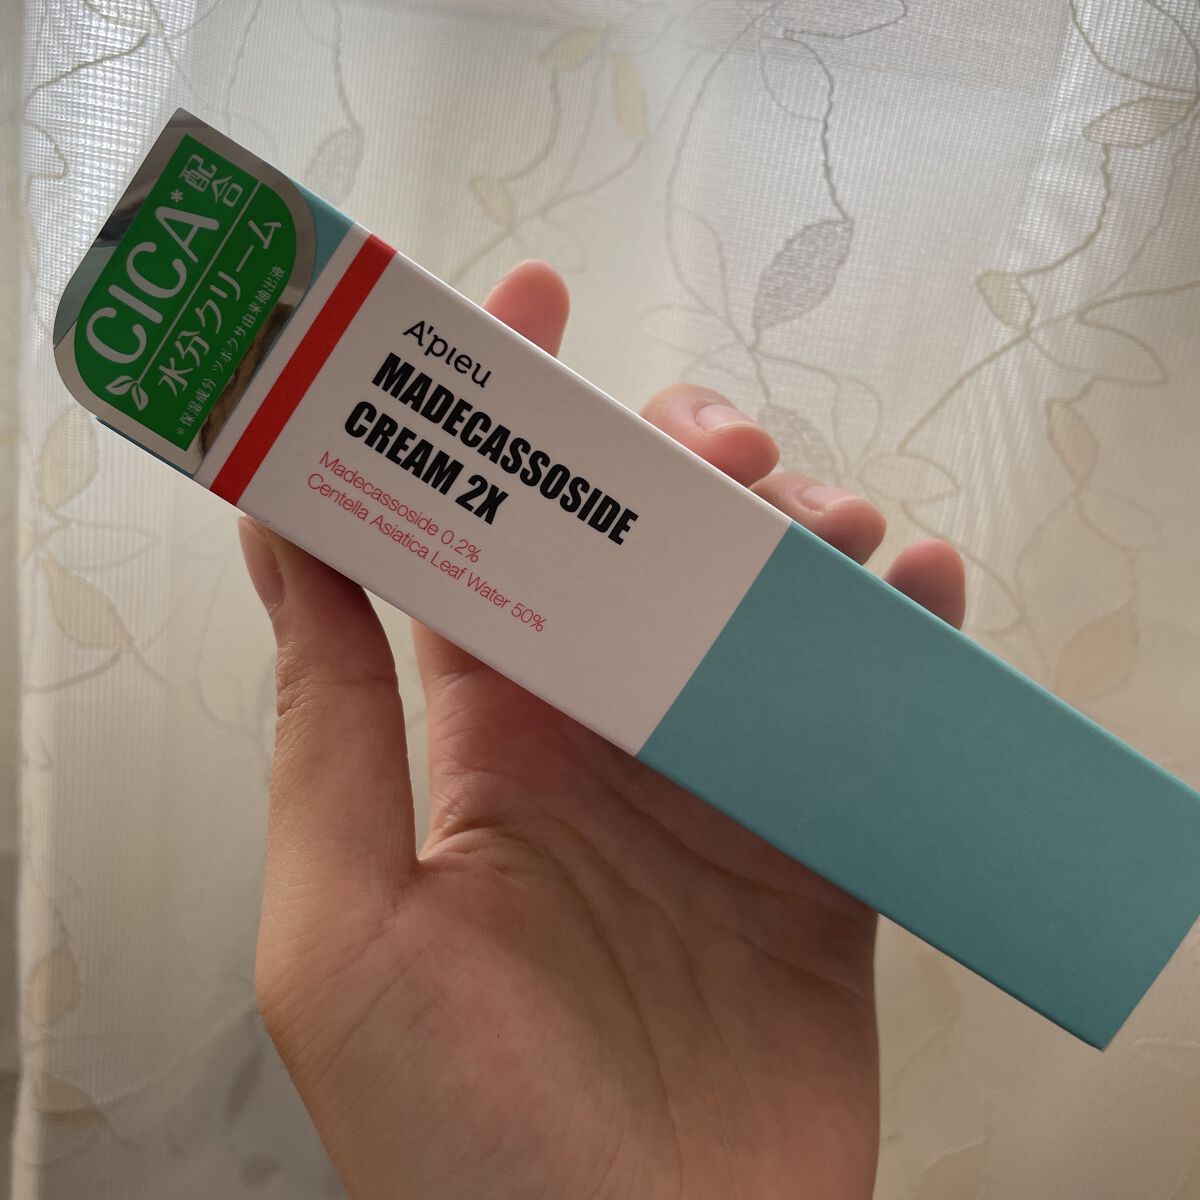 CICA*配合
水分クリーム
*保湿成分 ツボクサ由来抽出液
A'pieu
MADECASSOSIDE
CREAM 2X
Madecassoside 0.2%
Centella Asiatica Leaf Water 50%